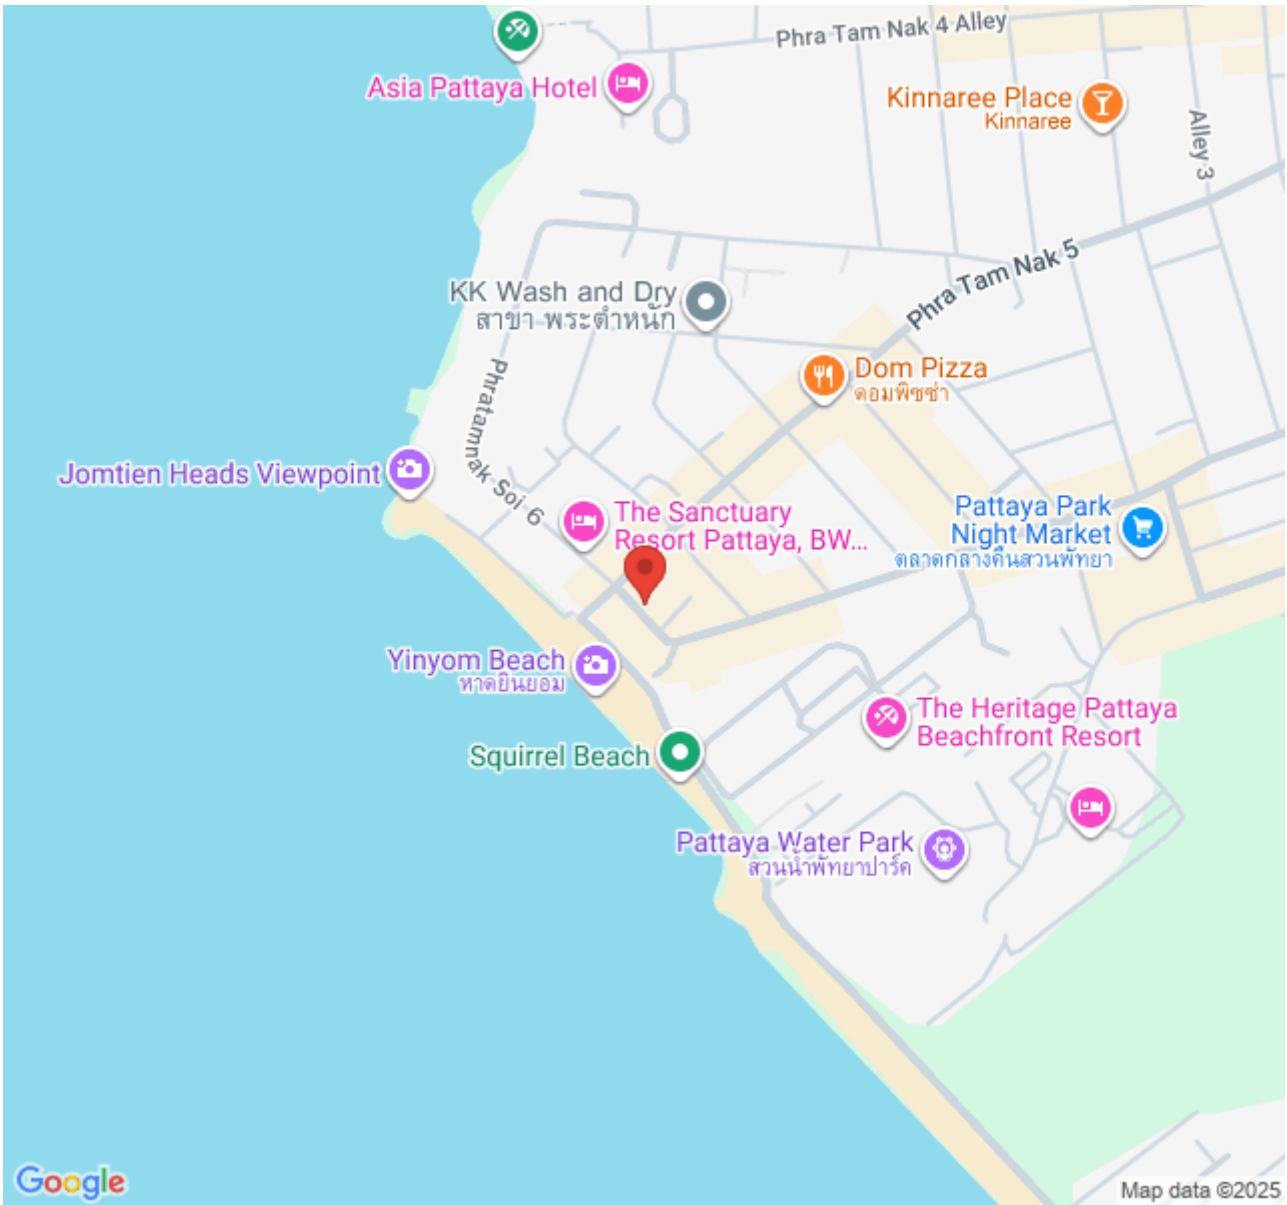 Phra Tam Nak 4 Alley
Asia Pattaya Hotel
Kinnaree Place
Kinnaree
Alley 3
Phra Tam Nak 5
KK Wash and Dry
สาขา พระตำหนัก
Dom Pizza
ดอมพิซซ่า
Phratamnak Soi 6
Jomtien Heads Viewpoint
The Sanctuary
Resort Pattaya, BW...
Pattaya Park
Night Market
ตลาดกลางคืนสวนพัทยา
Yinyom Beach
หาดยินยอม
The Heritage Pattaya
Beachfront Resort
Squirrel Beach
Pattaya Water Park
สวนน้ำพัทยาปาร์ค
Google
Map data ©2025